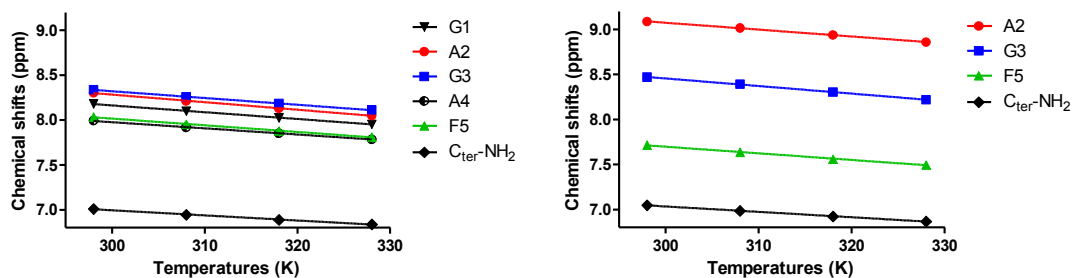 Chemical shifts (ppm)
9.0
8.5
8.0
7.5
7.0
300
310
320
330
Temperatures (K)
G1
A2
G3
A4
F5
C_ter-NH₂
Chemical shifts (ppm)
9.0
8.5
8.0
7.5
7.0
300
310
320
330
Temperatures (K)
A2
G3
F5
C_ter-NH₂